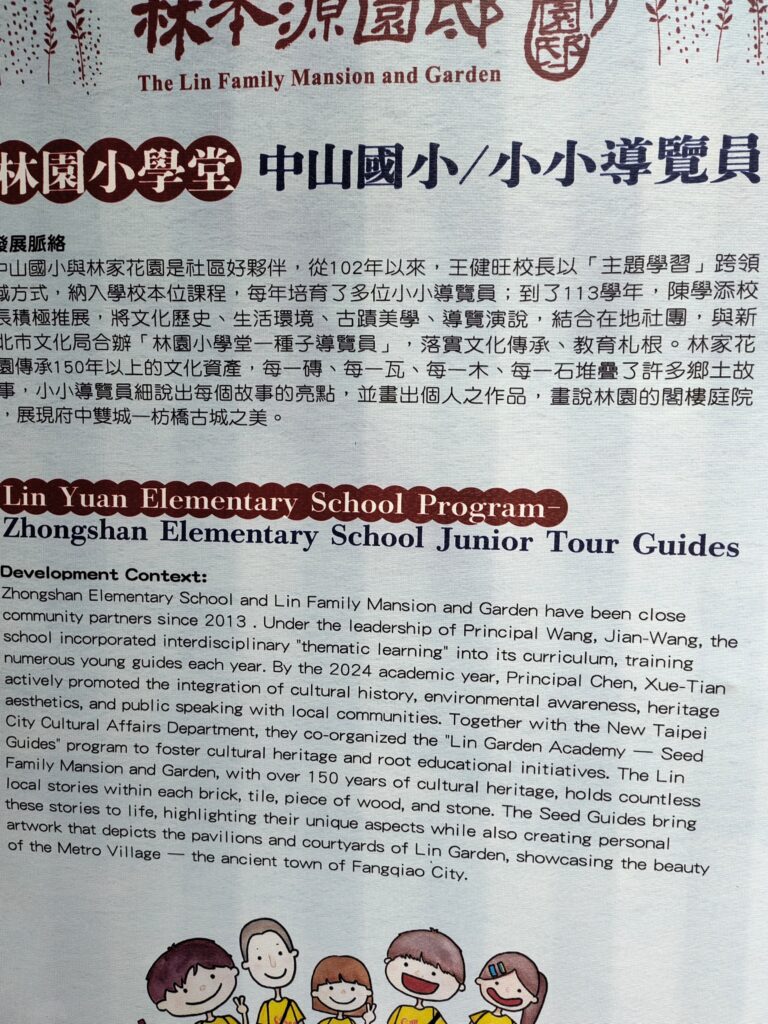 林本源園邸
園邸
The Lin Family Mansion and Garden
林園小學堂 中山國小/小小導覽員
發展脈絡
中山國小與林家花園是社區好夥伴，從102年以來，王健旺校長以「主題學習」跨領
域方式，納入學校本位課程，每年培育了多位小小導覽員；到了113學年，陳學添校
長積極推展，將文化歷史、生活環境、古蹟美學、導覽演說，結合在地社團，與新
北市文化局合辦「林園小學堂—種子導覽員」，落實文化傳承、教育札根。林家花
園傳承150年以上的文化資產，每一磚、每一瓦、每一木、每一石堆疊了許多鄉土故
事，小小導覽員細說出每個故事的亮點，並畫出個人之作品，畫說林園的閣樓庭院
，展現府中雙城—枋橋古城之美。
Lin Yuan Elementary School Program-
Zhongshan Elementary School Junior Tour Guides
Development Context:
Zhongshan Elementary School and Lin Family Mansion and Garden have been close
community partners since 2013 . Under the leadership of Principal Wang, Jian-Wang, the
school incorporated interdisciplinary "thematic learning" into its curriculum, training
numerous young guides each year. By the 2024 academic year, Principal Chen, Xue-Tian
actively promoted the integration of cultural history, environmental awareness, heritage
aesthetics, and public speaking with local communities. Together with the New Taipei
City Cultural Affairs Department, they co-organized the "Lin Garden Academy — Seed
Guides" program to foster cultural heritage and root educational initiatives. The Lin
Family Mansion and Garden, with over 150 years of cultural heritage, holds countless
local stories within each brick, tile, piece of wood, and stone. The Seed Guides bring
these stories to life, highlighting their unique aspects while also creating personal
artwork that depicts the pavilions and courtyards of Lin Garden, showcasing the beauty
of the Metro Village — the ancient town of Fangqiao City.